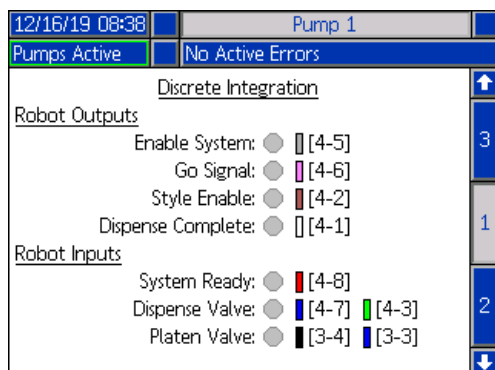 12/16/19 08:38 Pump 1
Pumps Active No Active Errors
Discrete Integration
Robot Outputs
3
Enable System: [4-5]
Go Signal: [4-6]
Style Enable: [4-2]
1
Dispense Complete: [4-1]
Robot Inputs
System Ready: [4-8]
2
Dispense Valve: [4-7] [4-3]
Platen Valve: [3-4] [3-3]